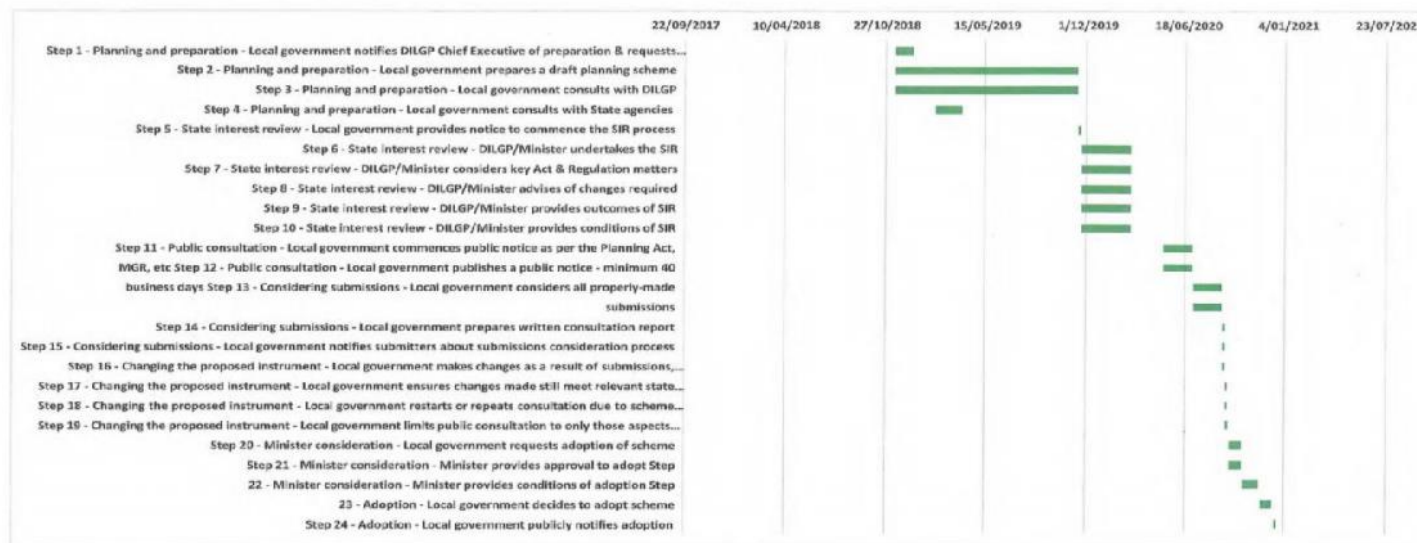 22/09/2017 10/04/2018 27/10/2018 15/05/2019 1/12/2019 18/06/2020 4/01/2021 23/07/202
Step 1 - Planning and preparation - Local government notifies DILGP Chief Executive of preparation & requests...
Step 2 - Planning and preparation - Local government prepares a draft planning scheme
Step 3 - Planning and preparation - Local government consults with DILGP
Step 4 - Planning and preparation - Local government consults with State agencies
Step 5 - State interest review - Local government provides notice to commence the SIR process
Step 6 - State interest review - DILGP/Minister undertakes the SIR
Step 7 - State interest review - DILGP/Minister considers key Act & Regulation matters
Step 8 - State interest review - DILGP/Minister advises of changes required
Step 9 - State interest review - DILGP/Minister provides outcomes of SIR
Step 10 - State interest review - DILGP/Minister provides conditions of SIR
Step 11 - Public consultation - Local government commences public notice as per the Planning Act,
MGR, etc Step 12 - Public consultation - Local government publishes a public notice - minimum 40
business days Step 13 - Considering submissions - Local government considers all properly-made
submissions
Step 14 - Considering submissions - Local government prepares written consultation report
Step 15 - Considering submissions - Local government notifies submitters about submissions consideration process
Step 16 - Changing the proposed instrument - Local government makes changes as a result of submissions,...
Step 17 - Changing the proposed instrument - Local government ensures changes made still meet relevant state...
Step 18 - Changing the proposed instrument - Local government restarts or repeats consultation due to scheme...
Step 19 - Changing the proposed instrument - Local government limits public consultation to only those aspects...
Step 20 - Minister consideration - Local government requests adoption of scheme
Step 21 - Minister consideration - Minister provides approval to adopt Step
22 - Minister consideration - Minister provides conditions of adoption Step
23 - Adoption - Local government decides to adopt scheme
Step 24 - Adoption - Local government publicly notifies adoption